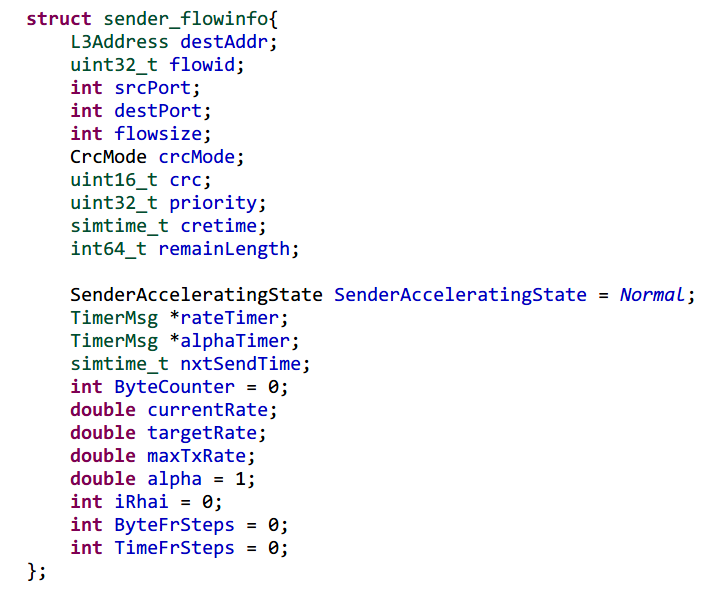 struct sender_flowinfo{
    L3Address destAddr;
    uint32_t flowid;
    int srcPort;
    int destPort;
    int flowsize;
    CrcMode crcMode;
    uint16_t crc;
    uint32_t priority;
    simtime_t cretime;
    int64_t remainLength;

    SenderAcceleratingState SenderAcceleratingState = Normal;
    TimerMsg *rateTimer;
    TimerMsg *alphaTimer;
    simtime_t nxtSendTime;
    int ByteCounter = 0;
    double currentRate;
    double targetRate;
    double maxTxRate;
    double alpha = 1;
    int iRhai = 0;
    int ByteFrSteps = 0;
    int TimeFrSteps = 0;
};